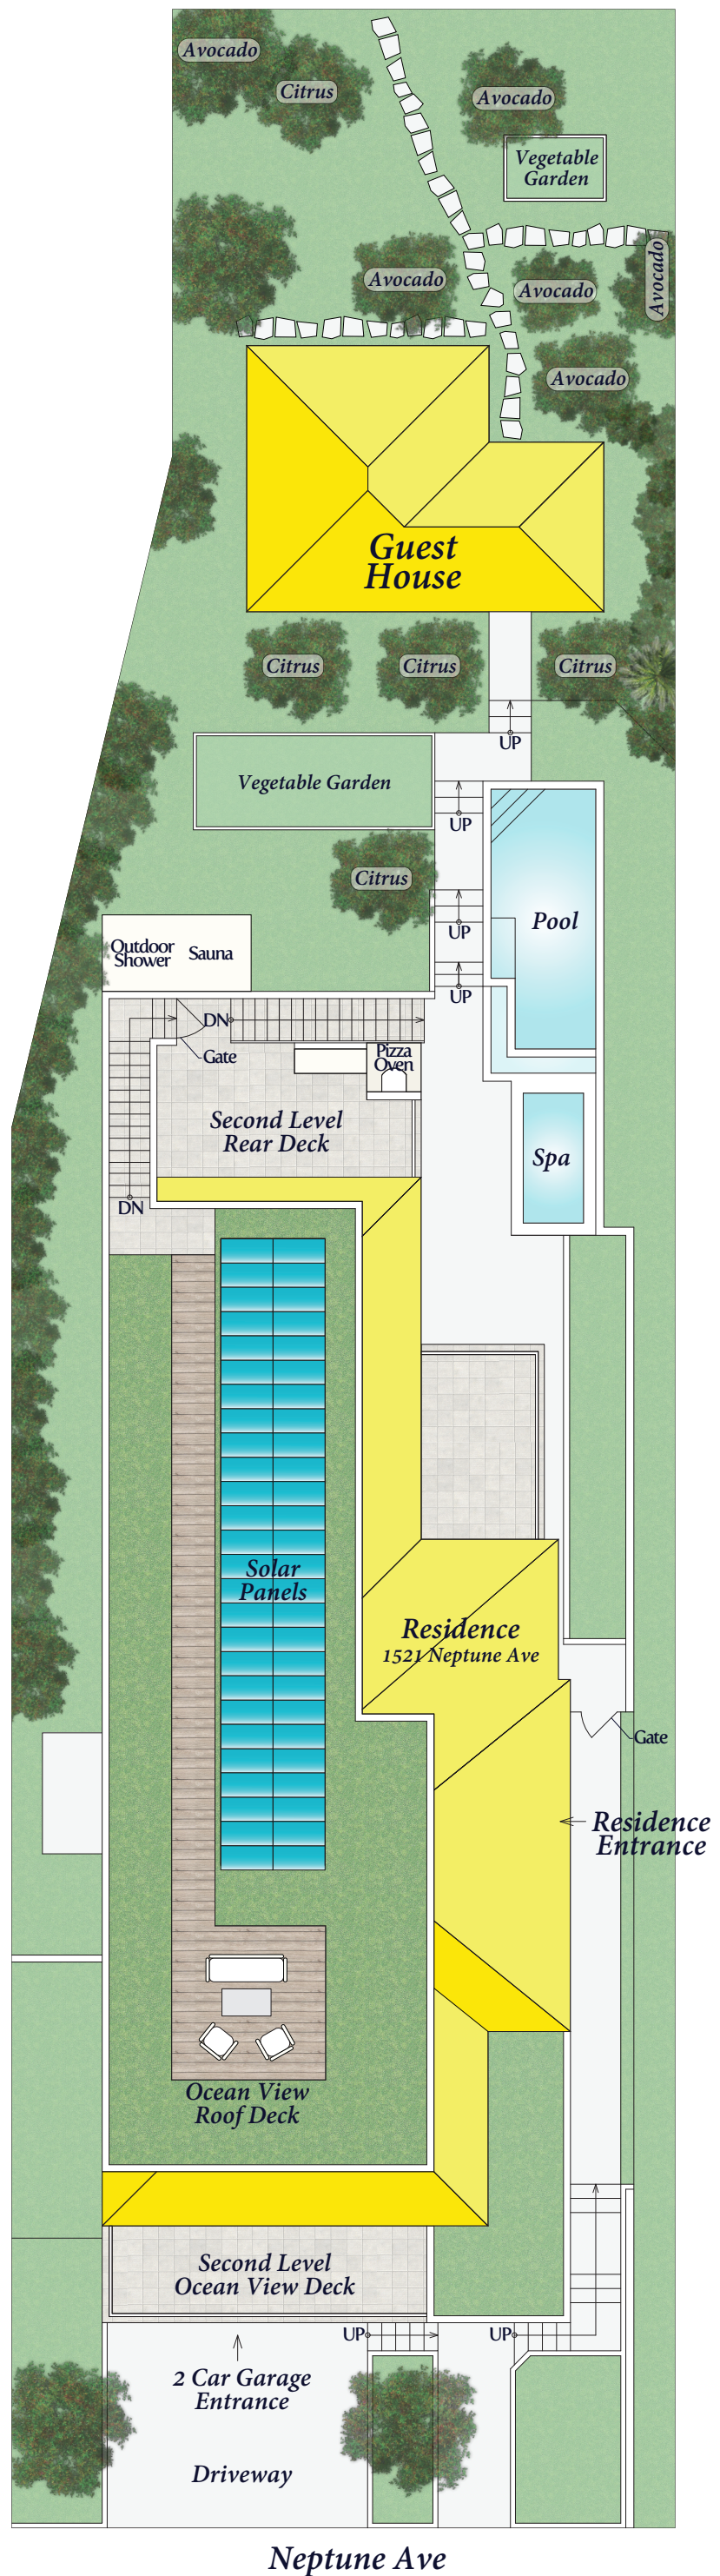 Avocado
Citrus
Avocado
Vegetable
Garden
Avocado
Avocado
Avocado
Avocado
Guest
House
Citrus
Citrus
Citrus
UP
Vegetable Garden
UP
Citrus
Pool
UP
Outdoor
Shower
Sauna
UP
DN
Gate
Pizza
Oven
Second Level
Rear Deck
Spa
DN
Solar
Panels
Residence
1521 Neptune Ave
Gate
Residence
Entrance
Ocean View
Roof Deck
Second Level
Ocean View Deck
UP
UP
2 Car Garage
Entrance
Driveway
Neptune Ave